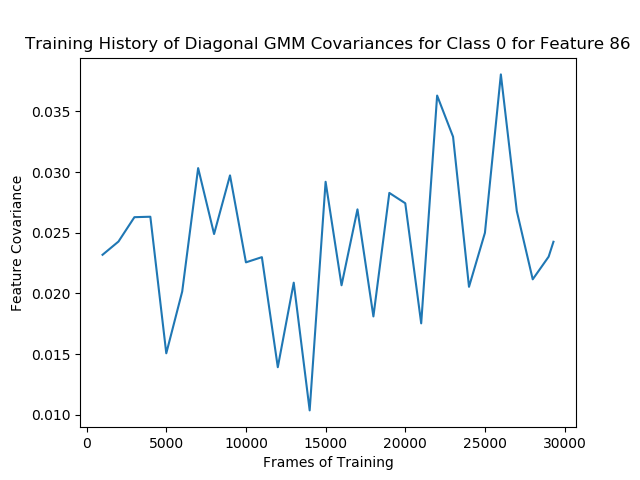 Training History of Diagonal GMM Covariances for Class 0 for Feature 86
0.035
0.030
0.025
0.020
0.015
0.010
Feature Covariance
0 5000 10000 15000 20000 25000 30000
Frames of Training